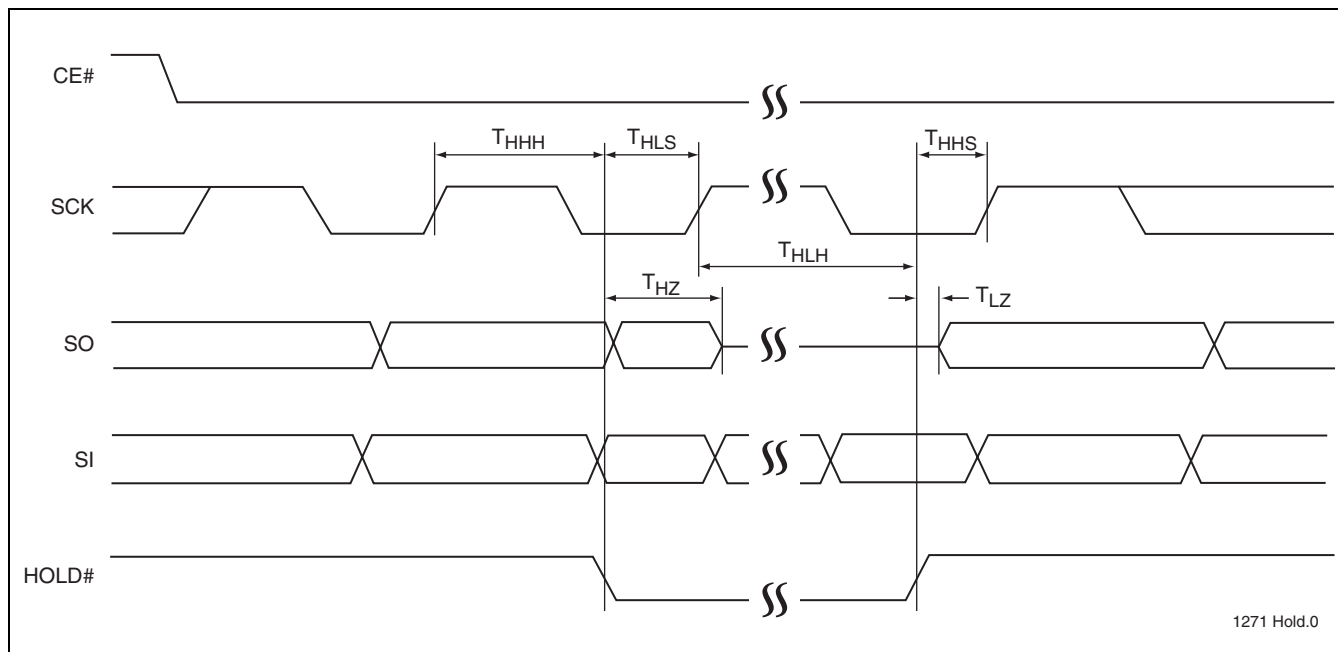 CE#
THHH
THLS
THHS
SCK
THLH
THZ
TLZ
SO
SI
HOLD#
1271 Hold.0